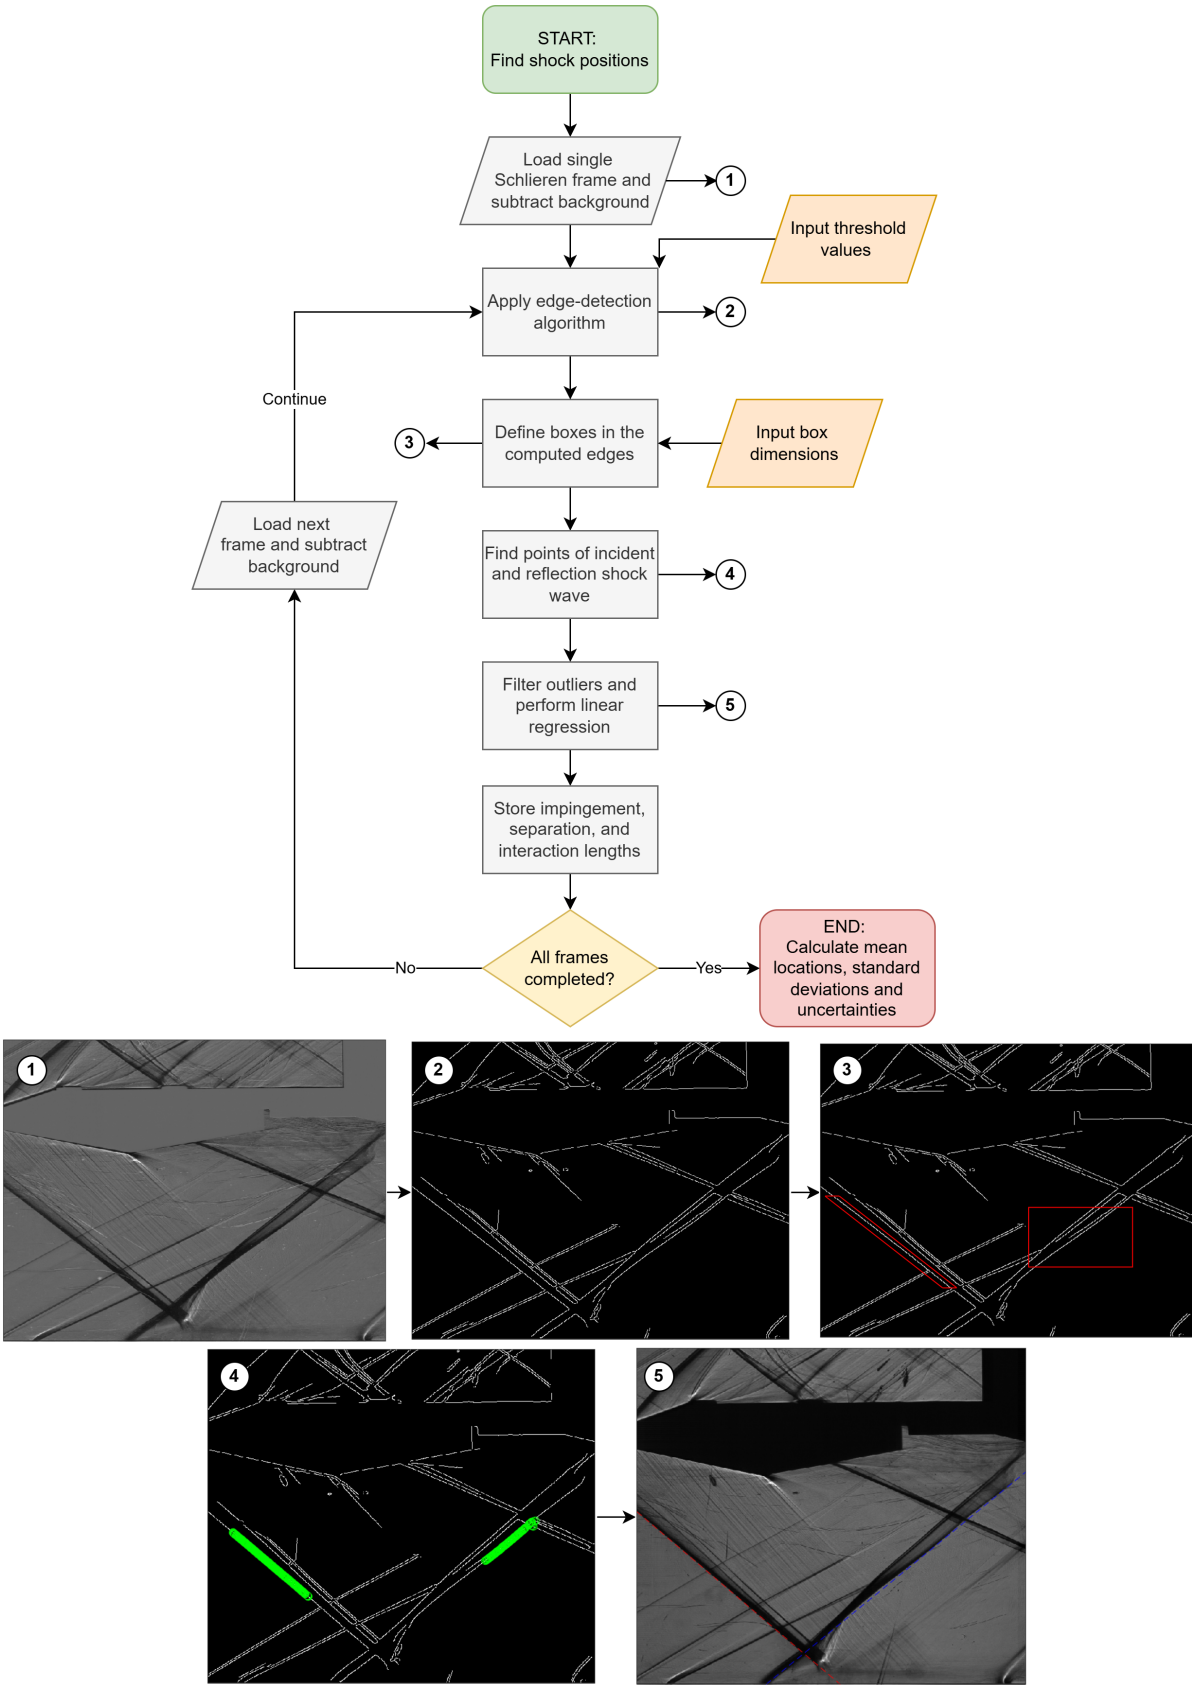 START:
Find shock positions
Load single
Schlieren frame and
subtract background
1
Input threshold
values
Apply edge-detection
algorithm
2
Continue
Define boxes in the
computed edges
3
Input box
dimensions
Load next
frame and subtract
background
Find points of incident
and reflection shock
wave
4
Filter outliers and
perform linear
regression
5
Store impingement,
separation, and
interaction lengths
All frames
completed?
No
Yes
END:
Calculate mean
locations, standard
deviations and
uncertainties
1
2
3
4
5